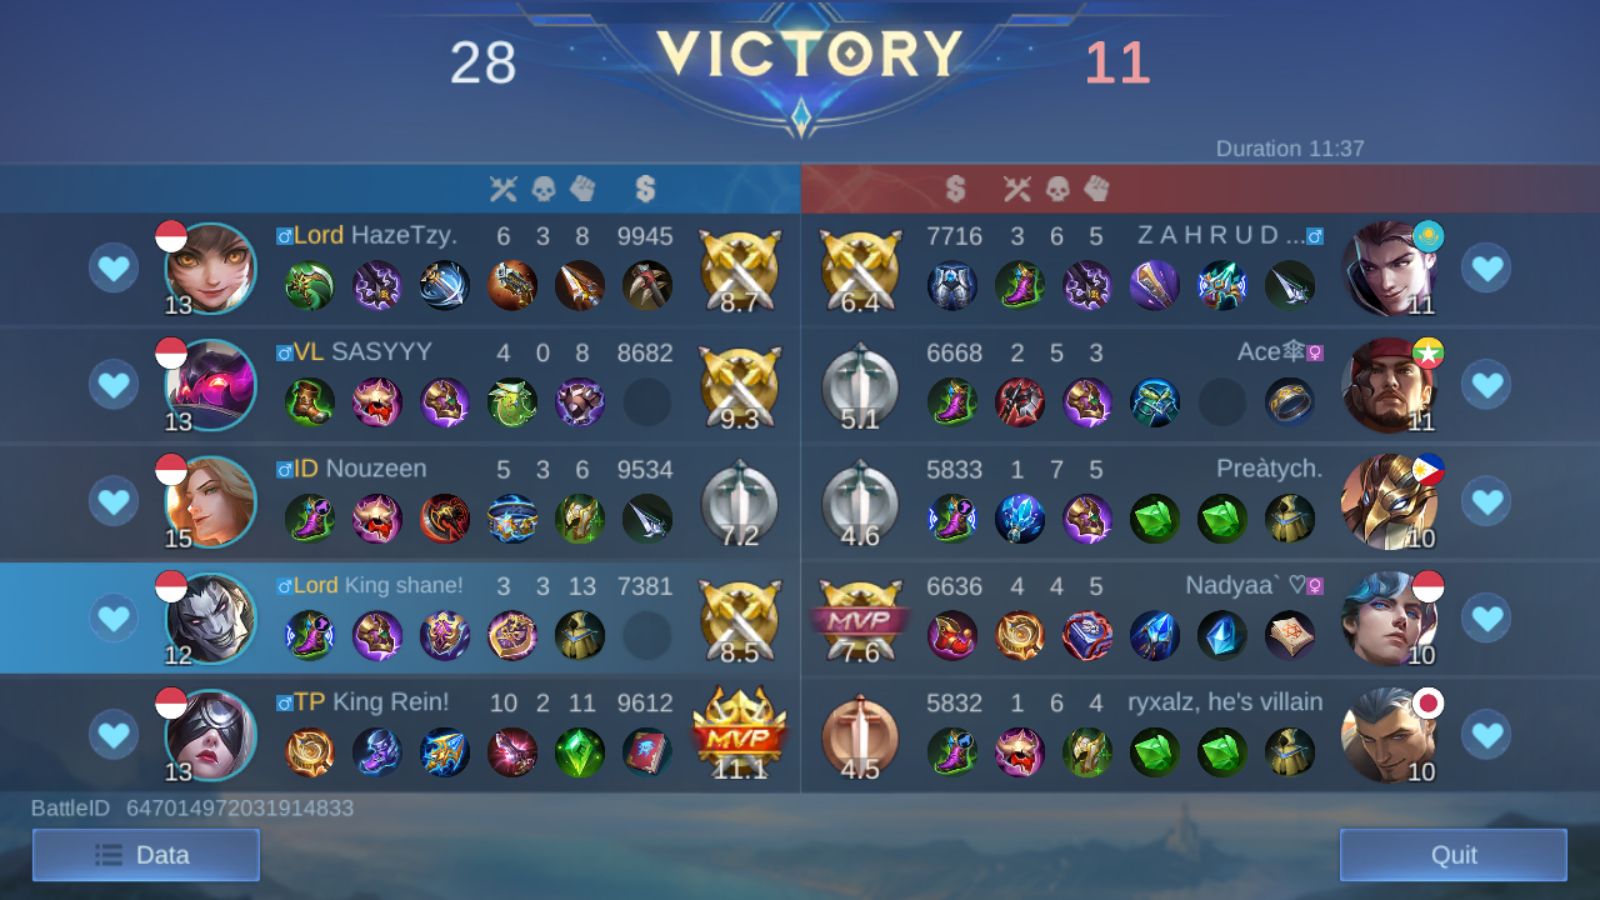 28 VICTORY 11
Duration 11:37
Lord HazeTzy. 6 3 8 9945
13 8.7
7716 3 6 5 Z A H R U D ...
6.4 11
VL SASYYY 4 0 8 8682
13 9.3
6668 2 5 3 Ace傘
5.1 11
ID Nouzeen 5 3 6 9534
15 7.2
5833 1 7 5 Preàtych.
4.6 10
Lord King shane! 3 3 13 7381
12 8.5
6636 4 4 5 Nadyaa` ♡
MVP
7.6 10
TP King Rein! 10 2 11 9612
MVP
13 11.1
5832 1 6 4 ryxalz, he's villain
4.5 10
BattleID 647014972031914833
Data Quit